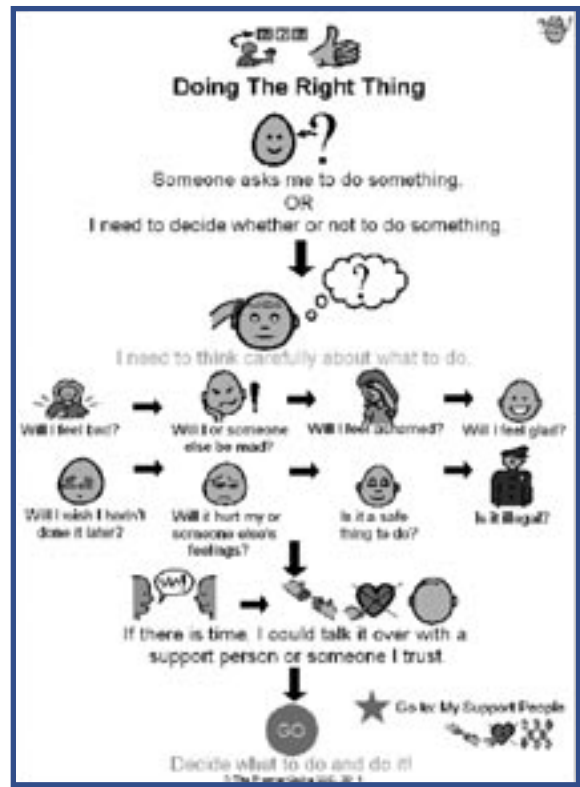 Doing The Right Thing
Someone asks me to do something.
OR
I need to decide whether or not to do something.
I need to think carefully about what to do.
Will I feel bad?
Will I or someone
else be mad?
Will I feel ashamed?
Will I feel glad?
Will I wish I hadn't
done it later?
Will it hurt my or
someone else's
feelings?
Is it a safe
thing to do?
Is it illegal?
If there is time, I could talk it over with a
support person or someone I trust.
GO
Go to: My Support People
Decide what to do and do it!